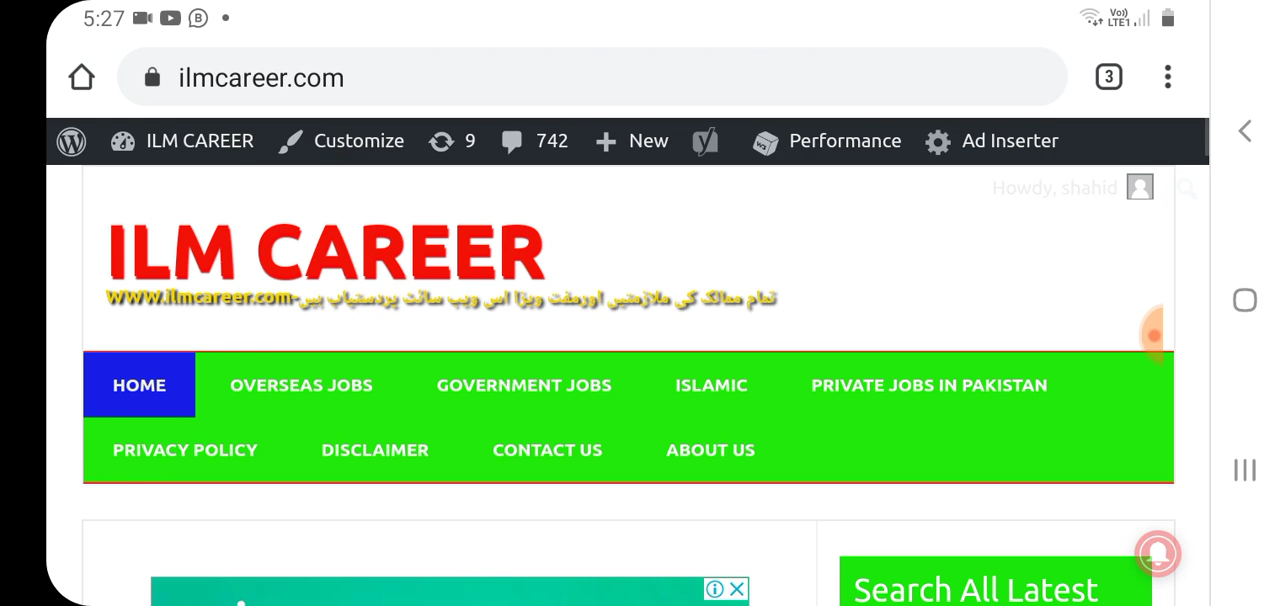 5:27
Vo))
LTE1
ilmcareer.com
3
ILM CAREER Customize 9 742 New Performance Ad Inserter
Howdy, shahid
ILM CAREER
تمام ممالک کی ملازمتیں اورمفت ویزا اس ویب سائٹ پردستیاب ہیں-WWW.ilmcareer.com
HOME OVERSEAS JOBS GOVERNMENT JOBS ISLAMIC PRIVATE JOBS IN PAKISTAN
PRIVACY POLICY DISCLAIMER CONTACT US ABOUT US
Search All Latest